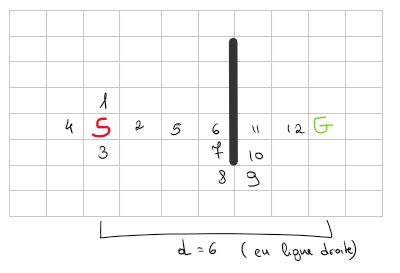 1
4 S 2 5 6 11 12 G
3 7 10
8 9
d = 6 (en ligne droite)